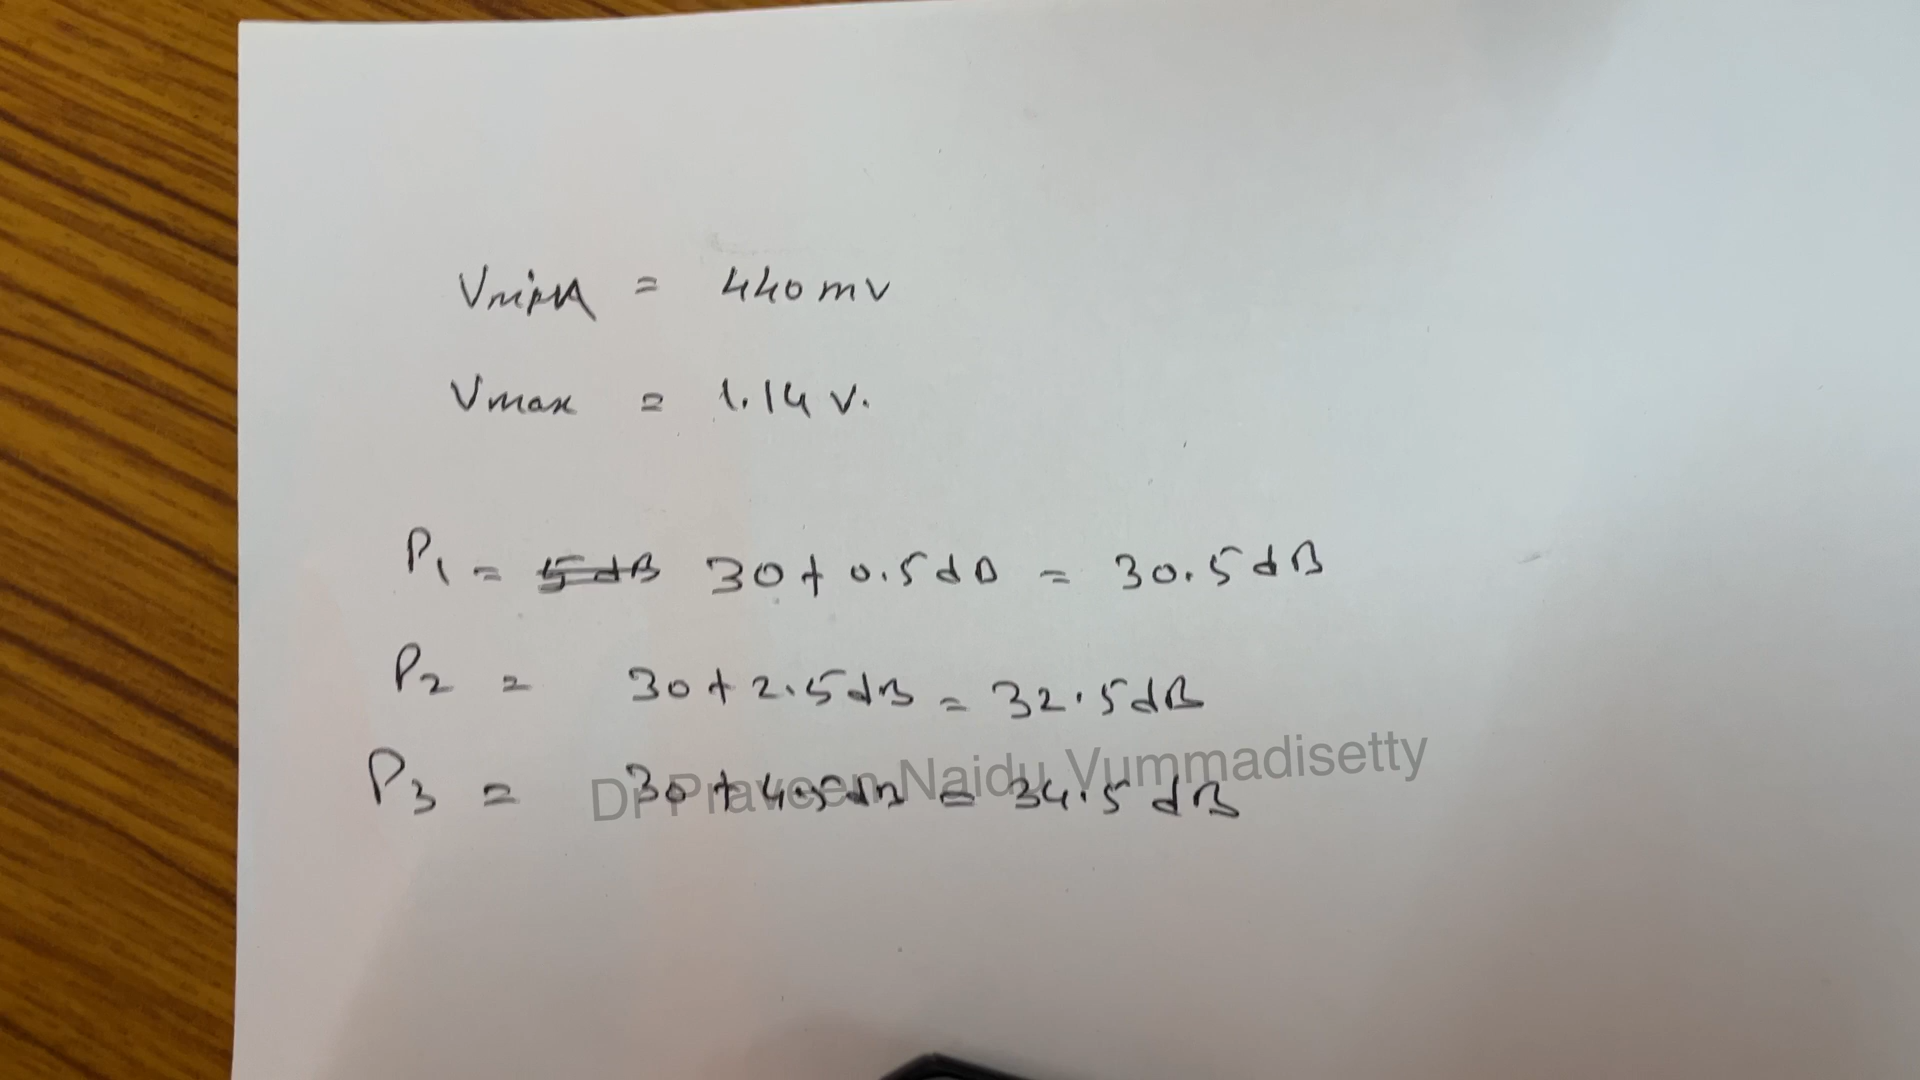 Vmin = 440 mv
Vmax = 1.14 v.
P1 = 5 dB 30 + 0.5 dB = 30.5 dB
P2 = 30 + 2.5 dB = 32.5 dB
P3 = 30 + 4.5 dB = 34.5 dB
Dr Praveen Naidu Vummadisetty